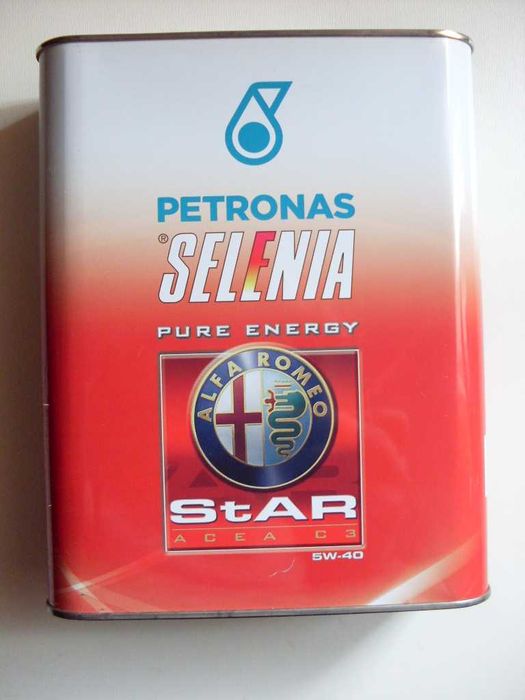 PETRONAS
® SELENIA
PURE ENERGY
ALFA ROMEO
StAR
ACEA C3
5W-40